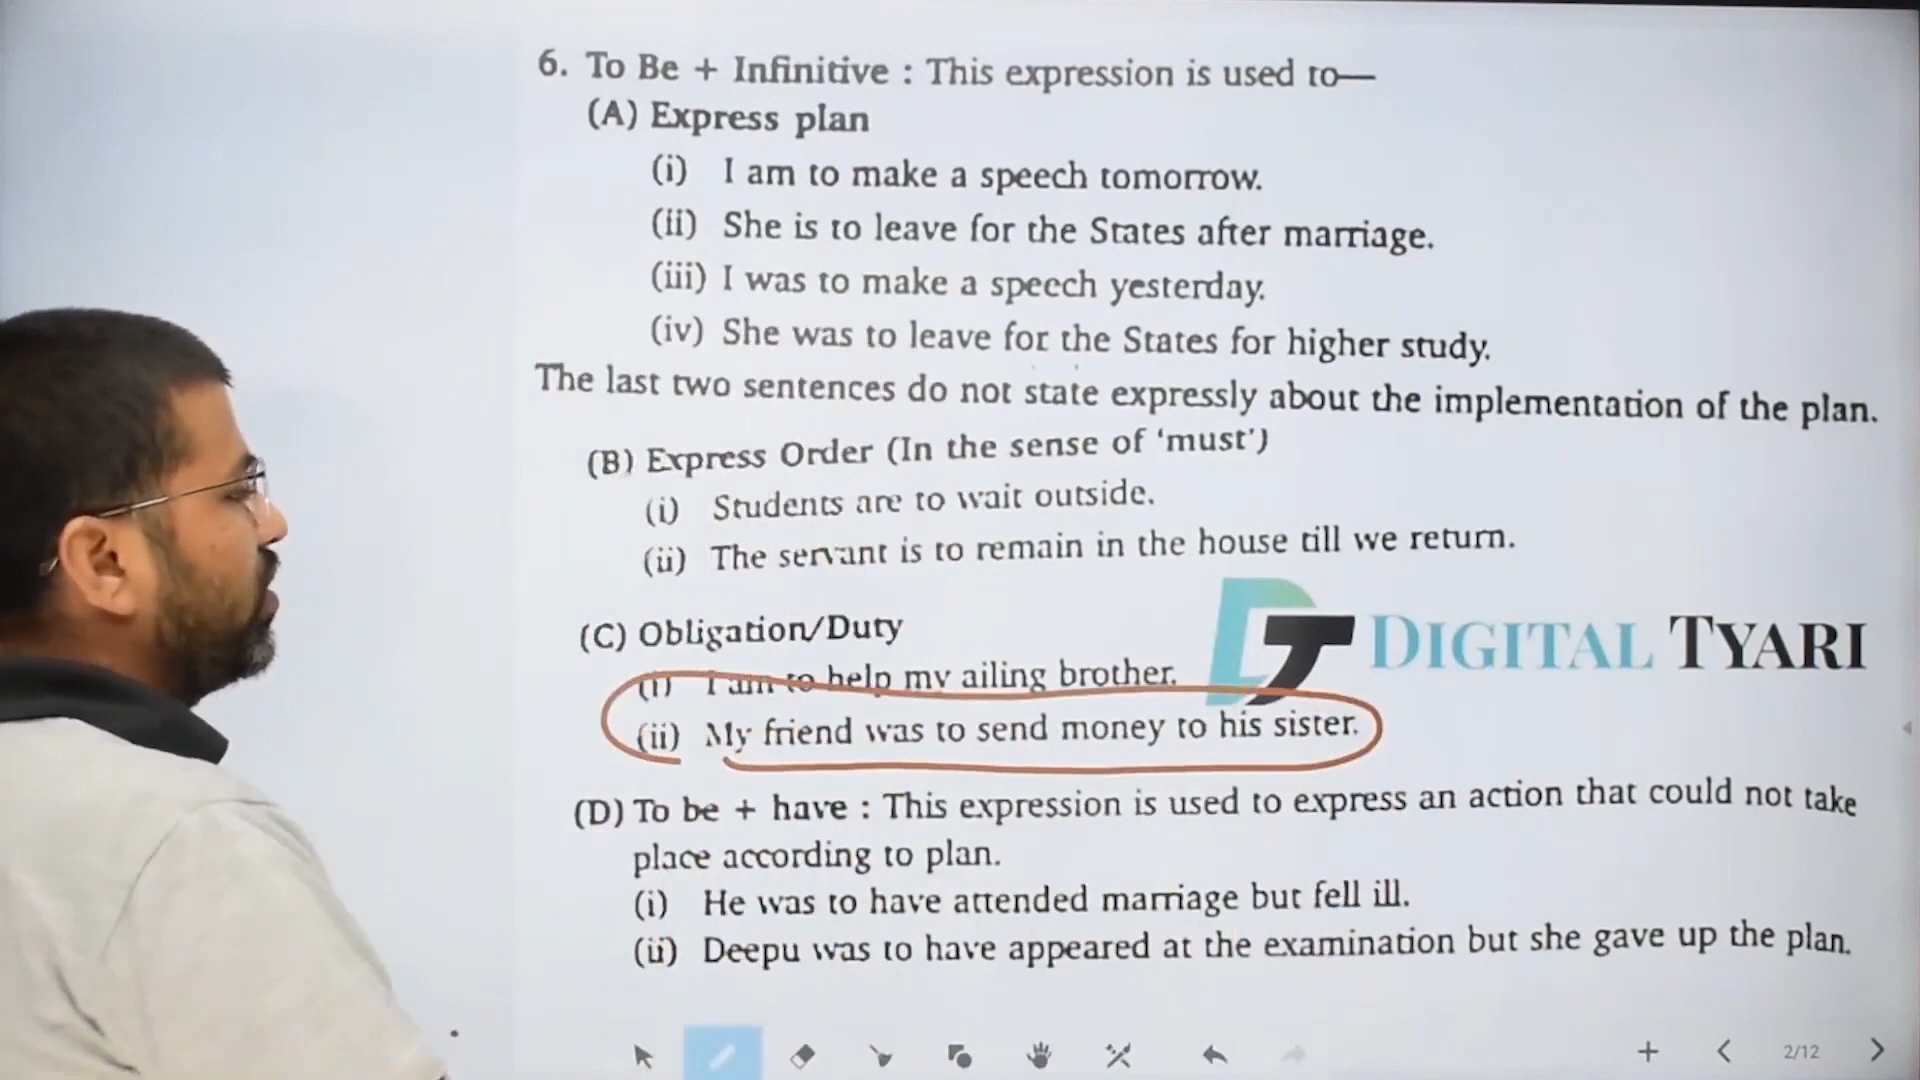 6. To Be + Infinitive : This expression is used to—
(A) Express plan
(i) I am to make a speech tomorrow.
(ii) She is to leave for the States after marriage.
(iii) I was to make a speech yesterday.
(iv) She was to leave for the States for higher study.
The last two sentences do not state expressly about the implementation of the plan.
(B) Express Order (In the sense of ‘must’)
(i) Students are to wait outside.
(ii) The servant is to remain in the house till we return.
(C) Obligation/Duty
(i) I am to help my ailing brother.
DT DIGITAL TYARI
(ii) My friend was to send money to his sister.
(D) To be + have : This expression is used to express an action that could not take
place according to plan.
(i) He was to have attended marriage but fell ill.
(ii) Deepu was to have appeared at the examination but she gave up the plan.
2/12